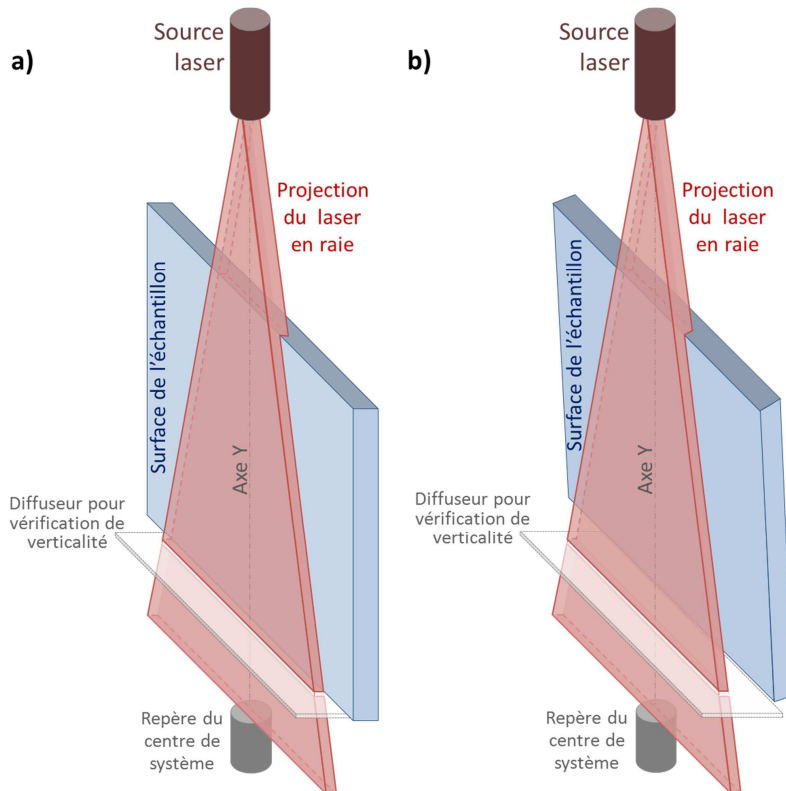 a)
Source
laser
Projection
du laser
en raie
Surface de l'échantillon
Axe Y
Diffuseur pour
vérification de
verticalité
Repère du
centre de
système
b)
Source
laser
Projection
du laser
en raie
Surface de l'échantillon
Axe Y
Diffuseur pour
vérification de
verticalité
Repère du
centre de
système